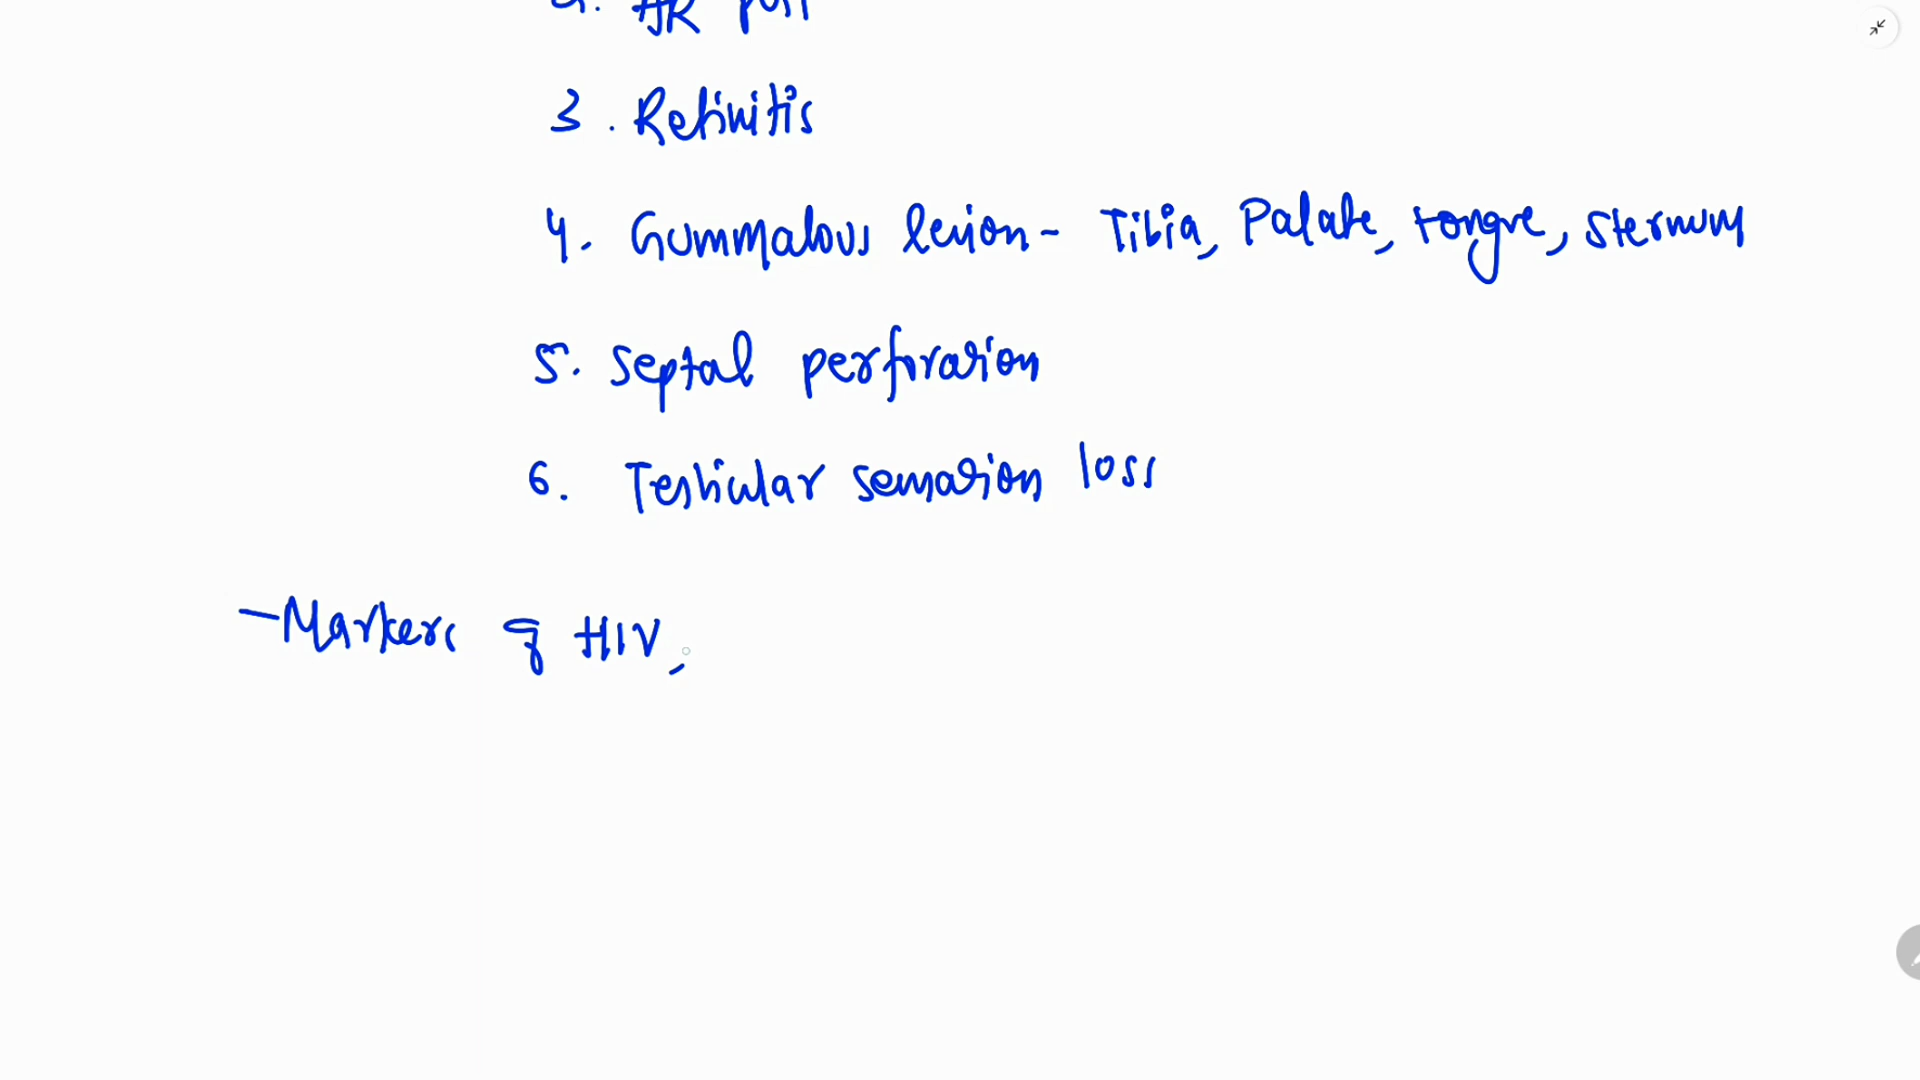 3. Retinitis
4. Gummatous lesion - Tibia, Palate, tongue, sternum
5. Septal perforation
6. Testicular sensation loss
- Markers of HIV,